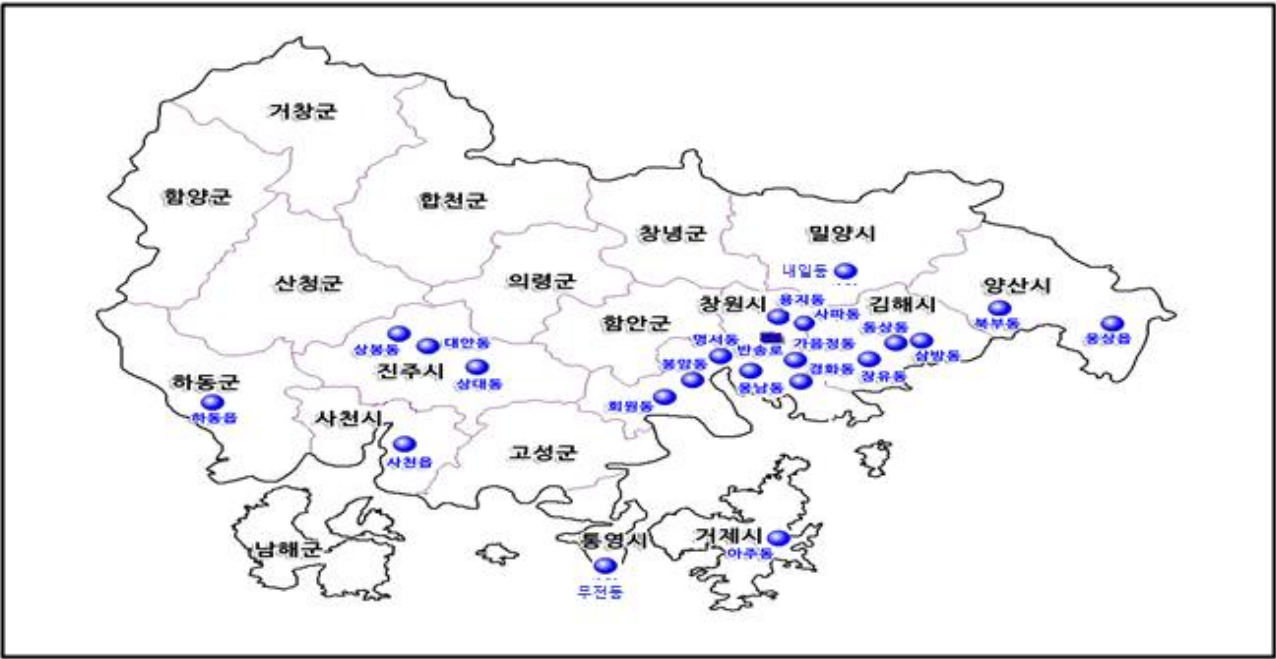 거창군
함양군
합천군
창녕군
밀양시
내일동
산청군
의령군
양산시
북부동
웅상읍
창원시
용지동
김해시
사파동
동상동
함안군
명서동
반송로
가음정동
삼방동
상봉동
대안동
봉암동
경화동
장유동
진주시
상대동
웅남동
하동군
하동읍
회원동
사천시
사천읍
고성군
남해군
통영시
무전동
거제시
아주동